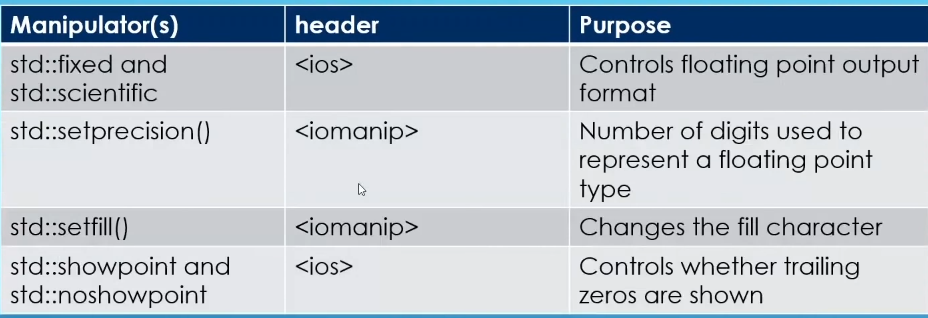 Manipulator(s) header Purpose
std::fixed and <ios> Controls floating point output
std::scientific format
std::setprecision() <iomanip> Number of digits used to
represent a floating point
type
std::setfill() <iomanip> Changes the fill character
std::showpoint and <ios> Controls whether trailing
std::noshowpoint zeros are shown